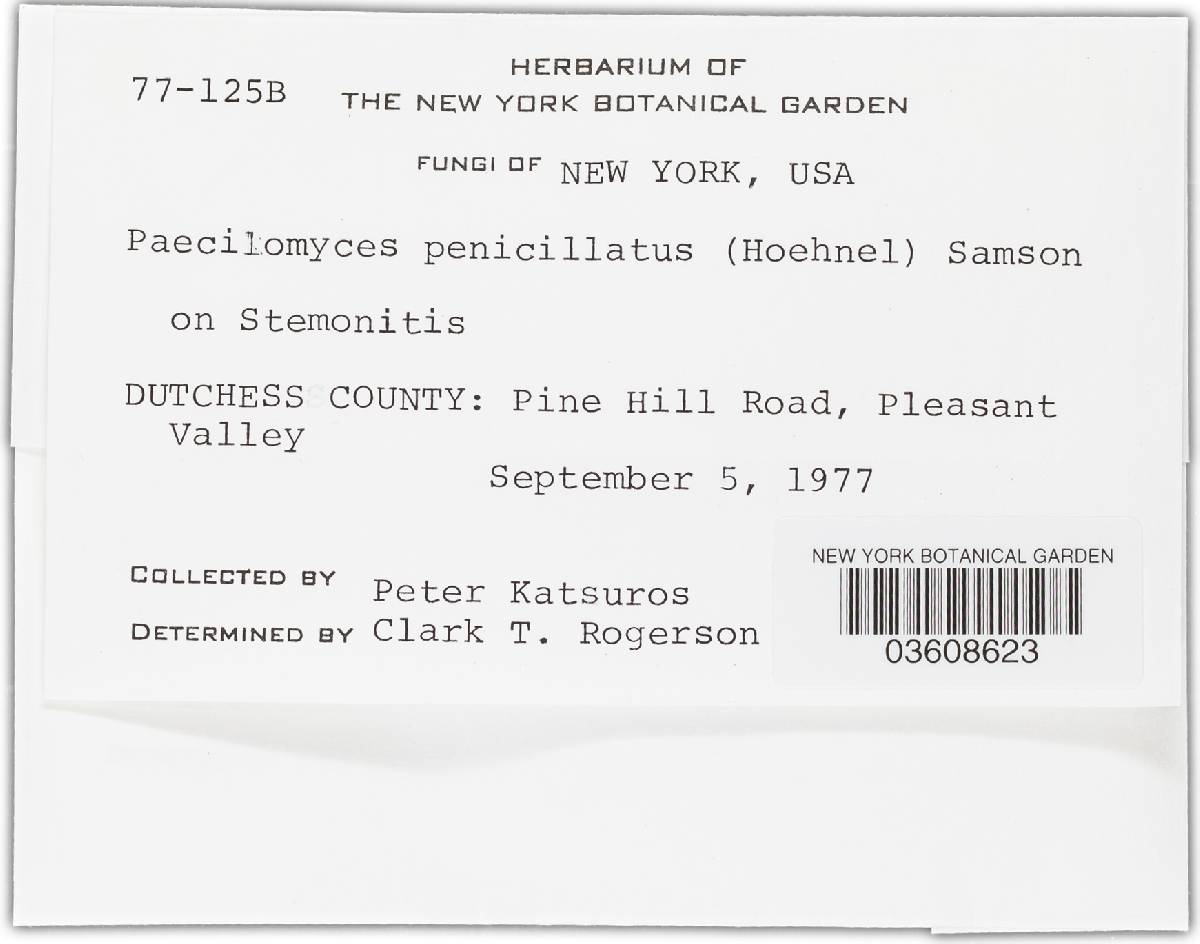 77-125B
HERBARIUM OF
THE NEW YORK BOTANICAL GARDEN
FUNGI OF NEW YORK, USA
Paecilomyces penicillatus (Hoehnel) Samson
on Stemonitis
DUTCHESS COUNTY: Pine Hill Road, Pleasant
Valley
September 5, 1977
COLLECTED BY Peter Katsuros
DETERMINED BY Clark T. Rogerson
NEW YORK BOTANICAL GARDEN
03608623